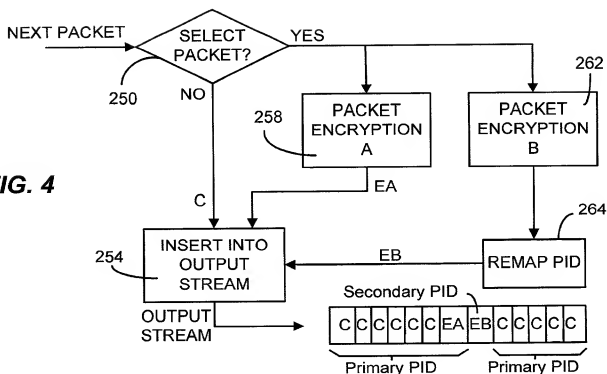 NEXT PACKET
SELECT
PACKET?
YES
250
NO
262
258
PACKET
ENCRYPTION
A
PACKET
ENCRYPTION
B
FIG. 4
C
EA
264
254
INSERT INTO
OUTPUT
STREAM
EB
REMAP PID
Secondary PID
OUTPUT
STREAM
C C C C C C EA EB C C C C C
Primary PID
Primary PID